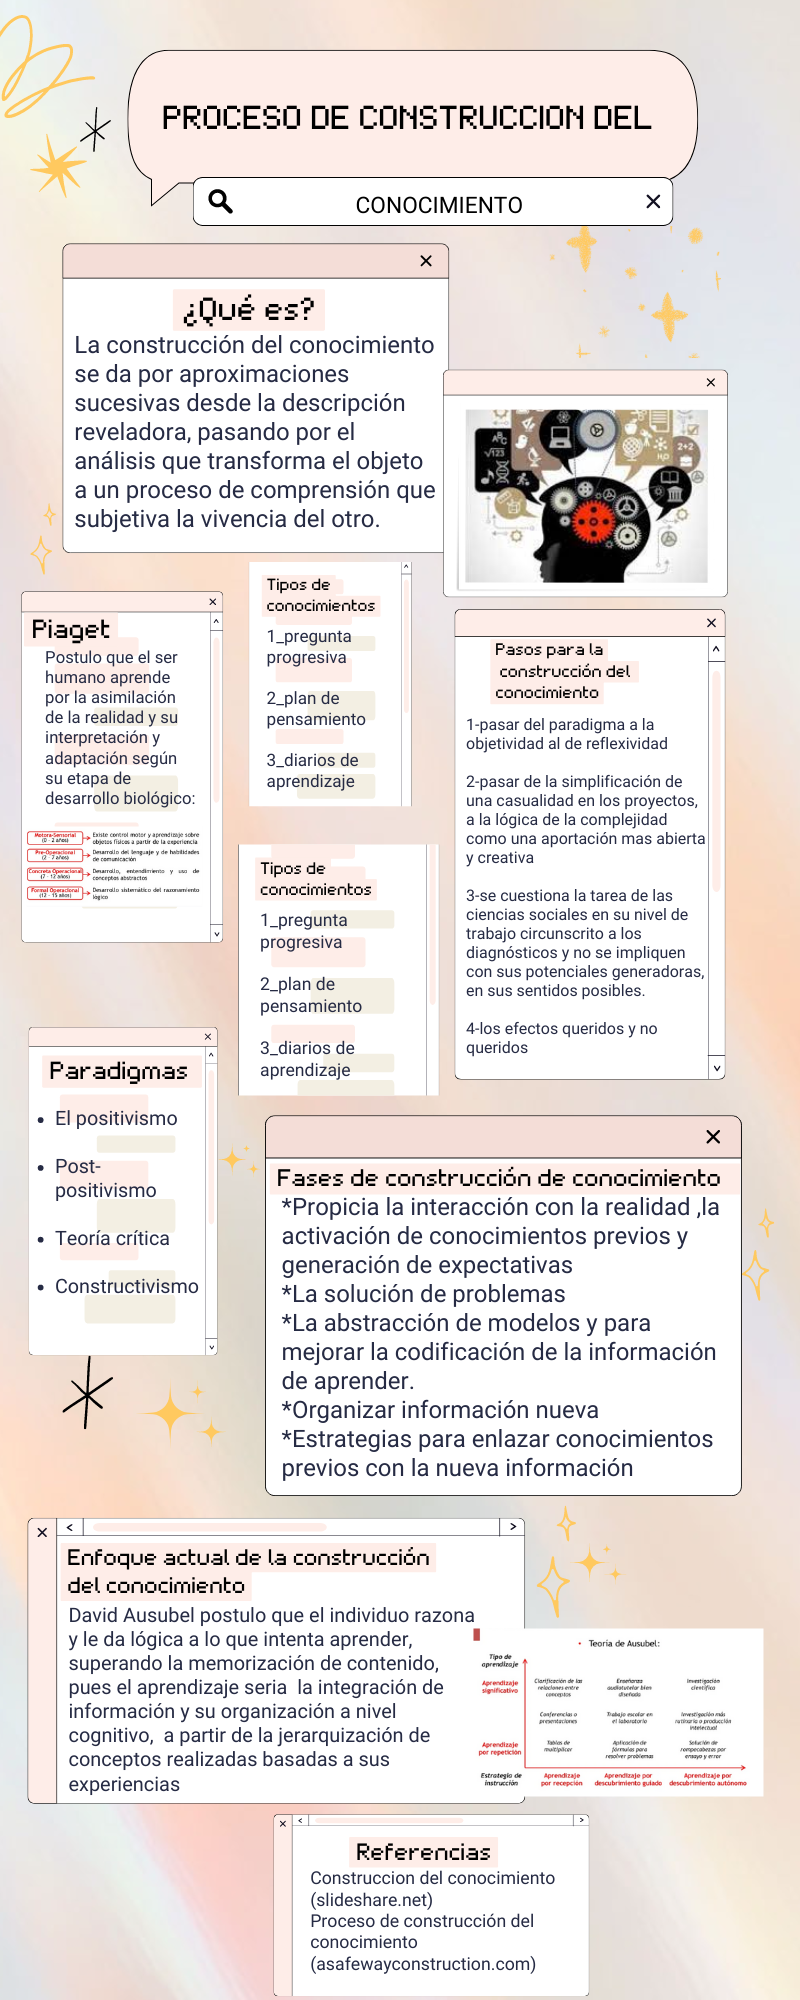 PROCESO DE CONSTRUCCION DEL
CONOCIMIENTO
¿Qué es?
La construcción del conocimiento
se da por aproximaciones
sucesivas desde la descripción
reveladora, pasando por el
análisis que transforma el objeto
a un proceso de comprensión que
subjetiva la vivencia del otro.
ABC
√123
2+2
H₂O
Piaget
Postulo que el ser
humano aprende
por la asimilación
de la realidad y su
interpretación y
adaptación según
su etapa de
desarrollo biológico:
Motora-Sensorial
(0 - 2 años)
Existe control motor y aprendizaje sobre
objetos físicos a partir de la experiencia
Pre-Operacional
(2 - 7 años)
Desarrollo del lenguaje y de habilidades
de comunicación
Concreta Operacional
(7 - 12 años)
Desarrollo, entendimiento y uso de
conceptos abstractos
Formal Operacional
(12 - 15 años)
Desarrollo sistemático del razonamiento
lógico
Tipos de
conocimientos
1_pregunta
progresiva
2_plan de
pensamiento
3_diarios de
aprendizaje
Tipos de
conocimientos
1_pregunta
progresiva
2_plan de
pensamiento
3_diarios de
aprendizaje
Pasos para la
construcción del
conocimiento
1-pasar del paradigma a la
objetividad al de reflexividad
2-pasar de la simplificación de
una casualidad en los proyectos,
a la lógica de la complejidad
como una aportación mas abierta
y creativa
3-se cuestiona la tarea de las
ciencias sociales en su nivel de
trabajo circunscrito a los
diagnósticos y no se impliquen
con sus potenciales generadoras,
en sus sentidos posibles.
4-los efectos queridos y no
queridos
Paradigmas
• El positivismo
• Post-
positivismo
• Teoría crítica
• Constructivismo
Fases de construcción de conocimiento
*Propicia la interacción con la realidad ,la
activación de conocimientos previos y
generación de expectativas
*La solución de problemas
*La abstracción de modelos y para
mejorar la codificación de la información
de aprender.
*Organizar información nueva
*Estrategias para enlazar conocimientos
previos con la nueva información
Enfoque actual de la construcción
del conocimiento
David Ausubel postulo que el individuo razona
y le da lógica a lo que intenta aprender,
superando la memorización de contenido,
pues el aprendizaje seria  la integración de
información y su organización a nivel
cognitivo,  a partir de la jerarquización de
conceptos realizadas basadas a sus
experiencias
• Teoría de Ausubel:
Tipo de
aprendizaje
Aprendizaje
significativo
Clarificación de las
relaciones entre
conceptos
Enseñanza
audiotutelar bien
diseñada
Investigación
científica
Conferencias o
presentaciones
Trabajo escolar en
el laboratorio
Investigación más
rutinaria o producción
intelectual
Aprendizaje
por repetición
Tablas de
multiplicar
Aplicación de
fórmulas para
resolver problemas
Solución de
rompecabezas por
ensayo y error
Estrategia de
instrucción
Aprendizaje
por recepción
Aprendizaje por
descubrimiento guiado
Aprendizaje por
descubrimiento autónomo
Referencias
Construccion del conocimiento
(slideshare.net)
Proceso de construcción del
conocimiento
(asafewayconstruction.com)